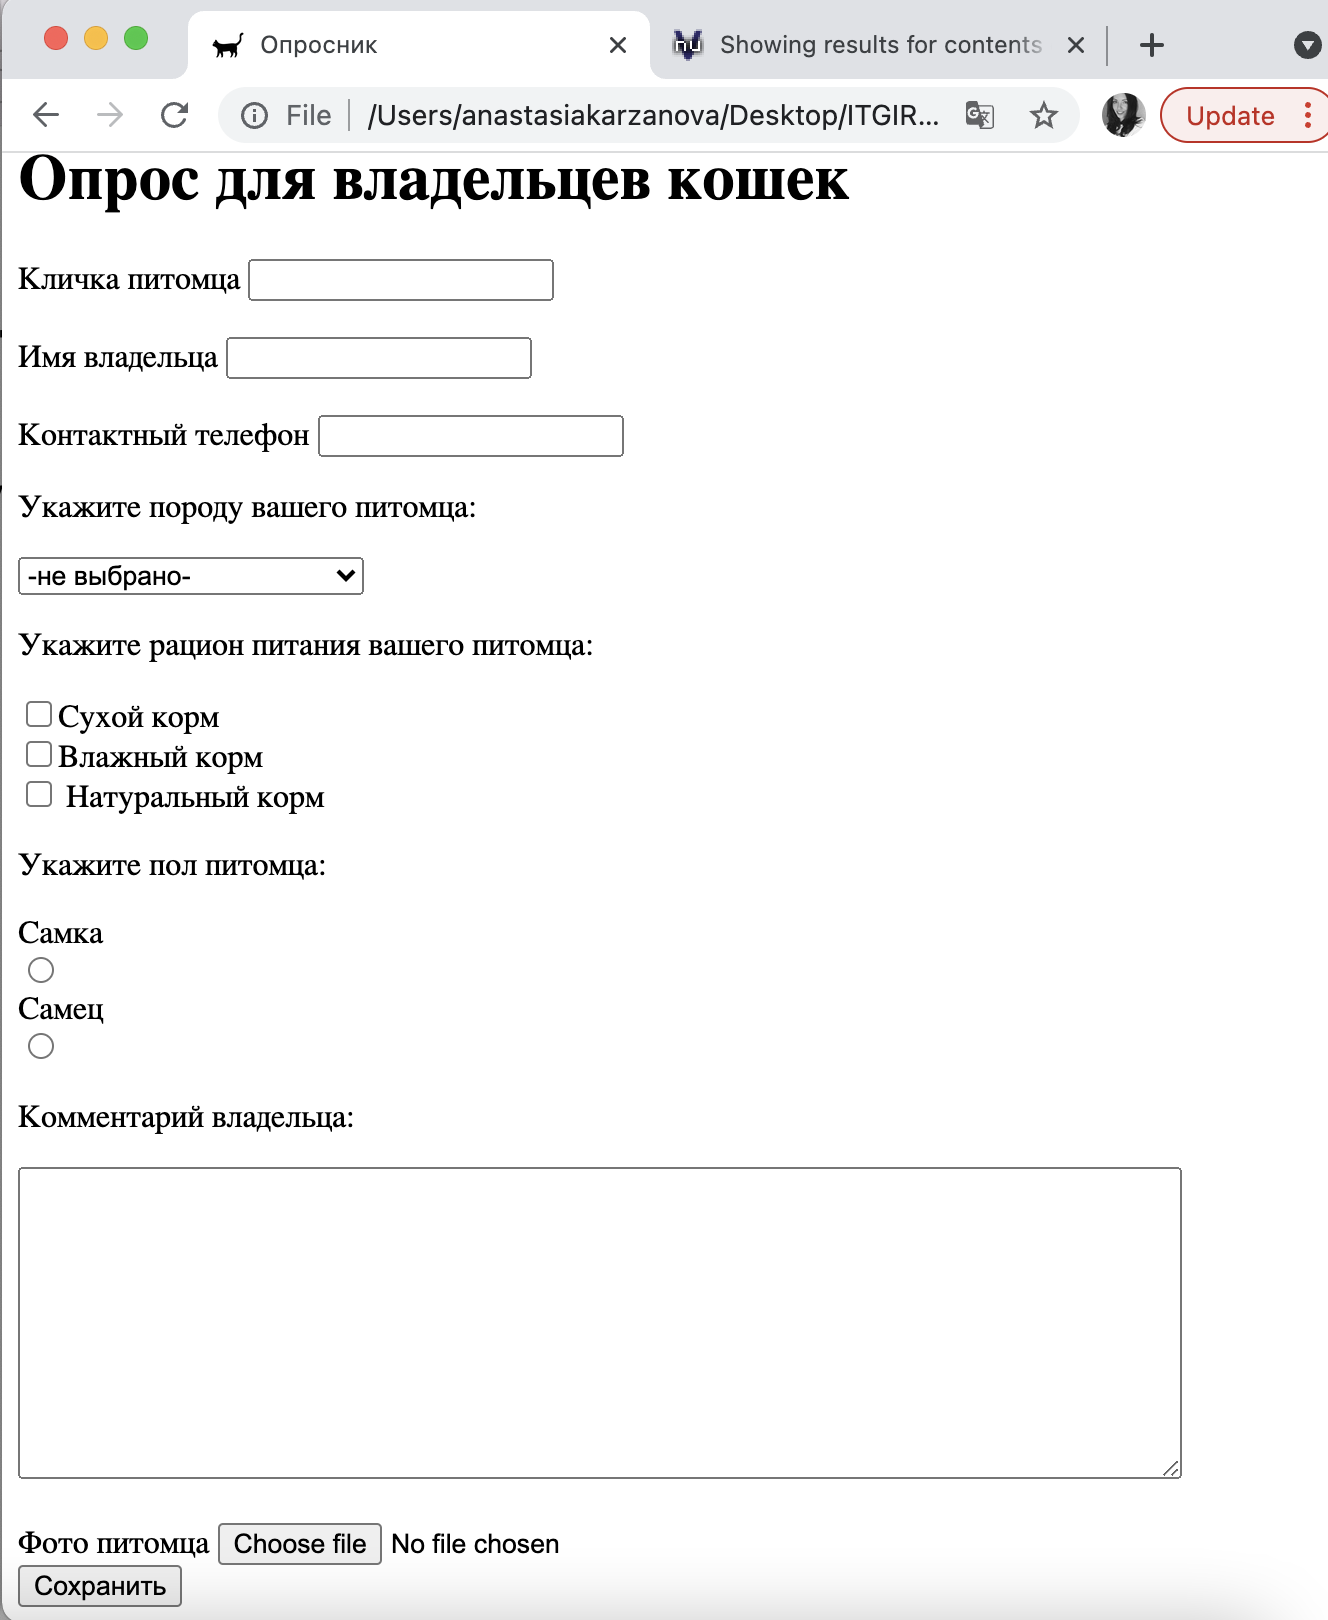 Опросник
Showing results for contents
File /Users/anastasiakarzanova/Desktop/ITGIR... Update
Опрос для владельцев кошек
Кличка питомца
Имя владельца
Контактный телефон
Укажите породу вашего питомца:
-не выбрано-
Укажите рацион питания вашего питомца:
Сухой корм
Влажный корм
Натуральный корм
Укажите пол питомца:
Самка
Самец
Комментарий владельца:
Фото питомца Choose file No file chosen
Сохранить